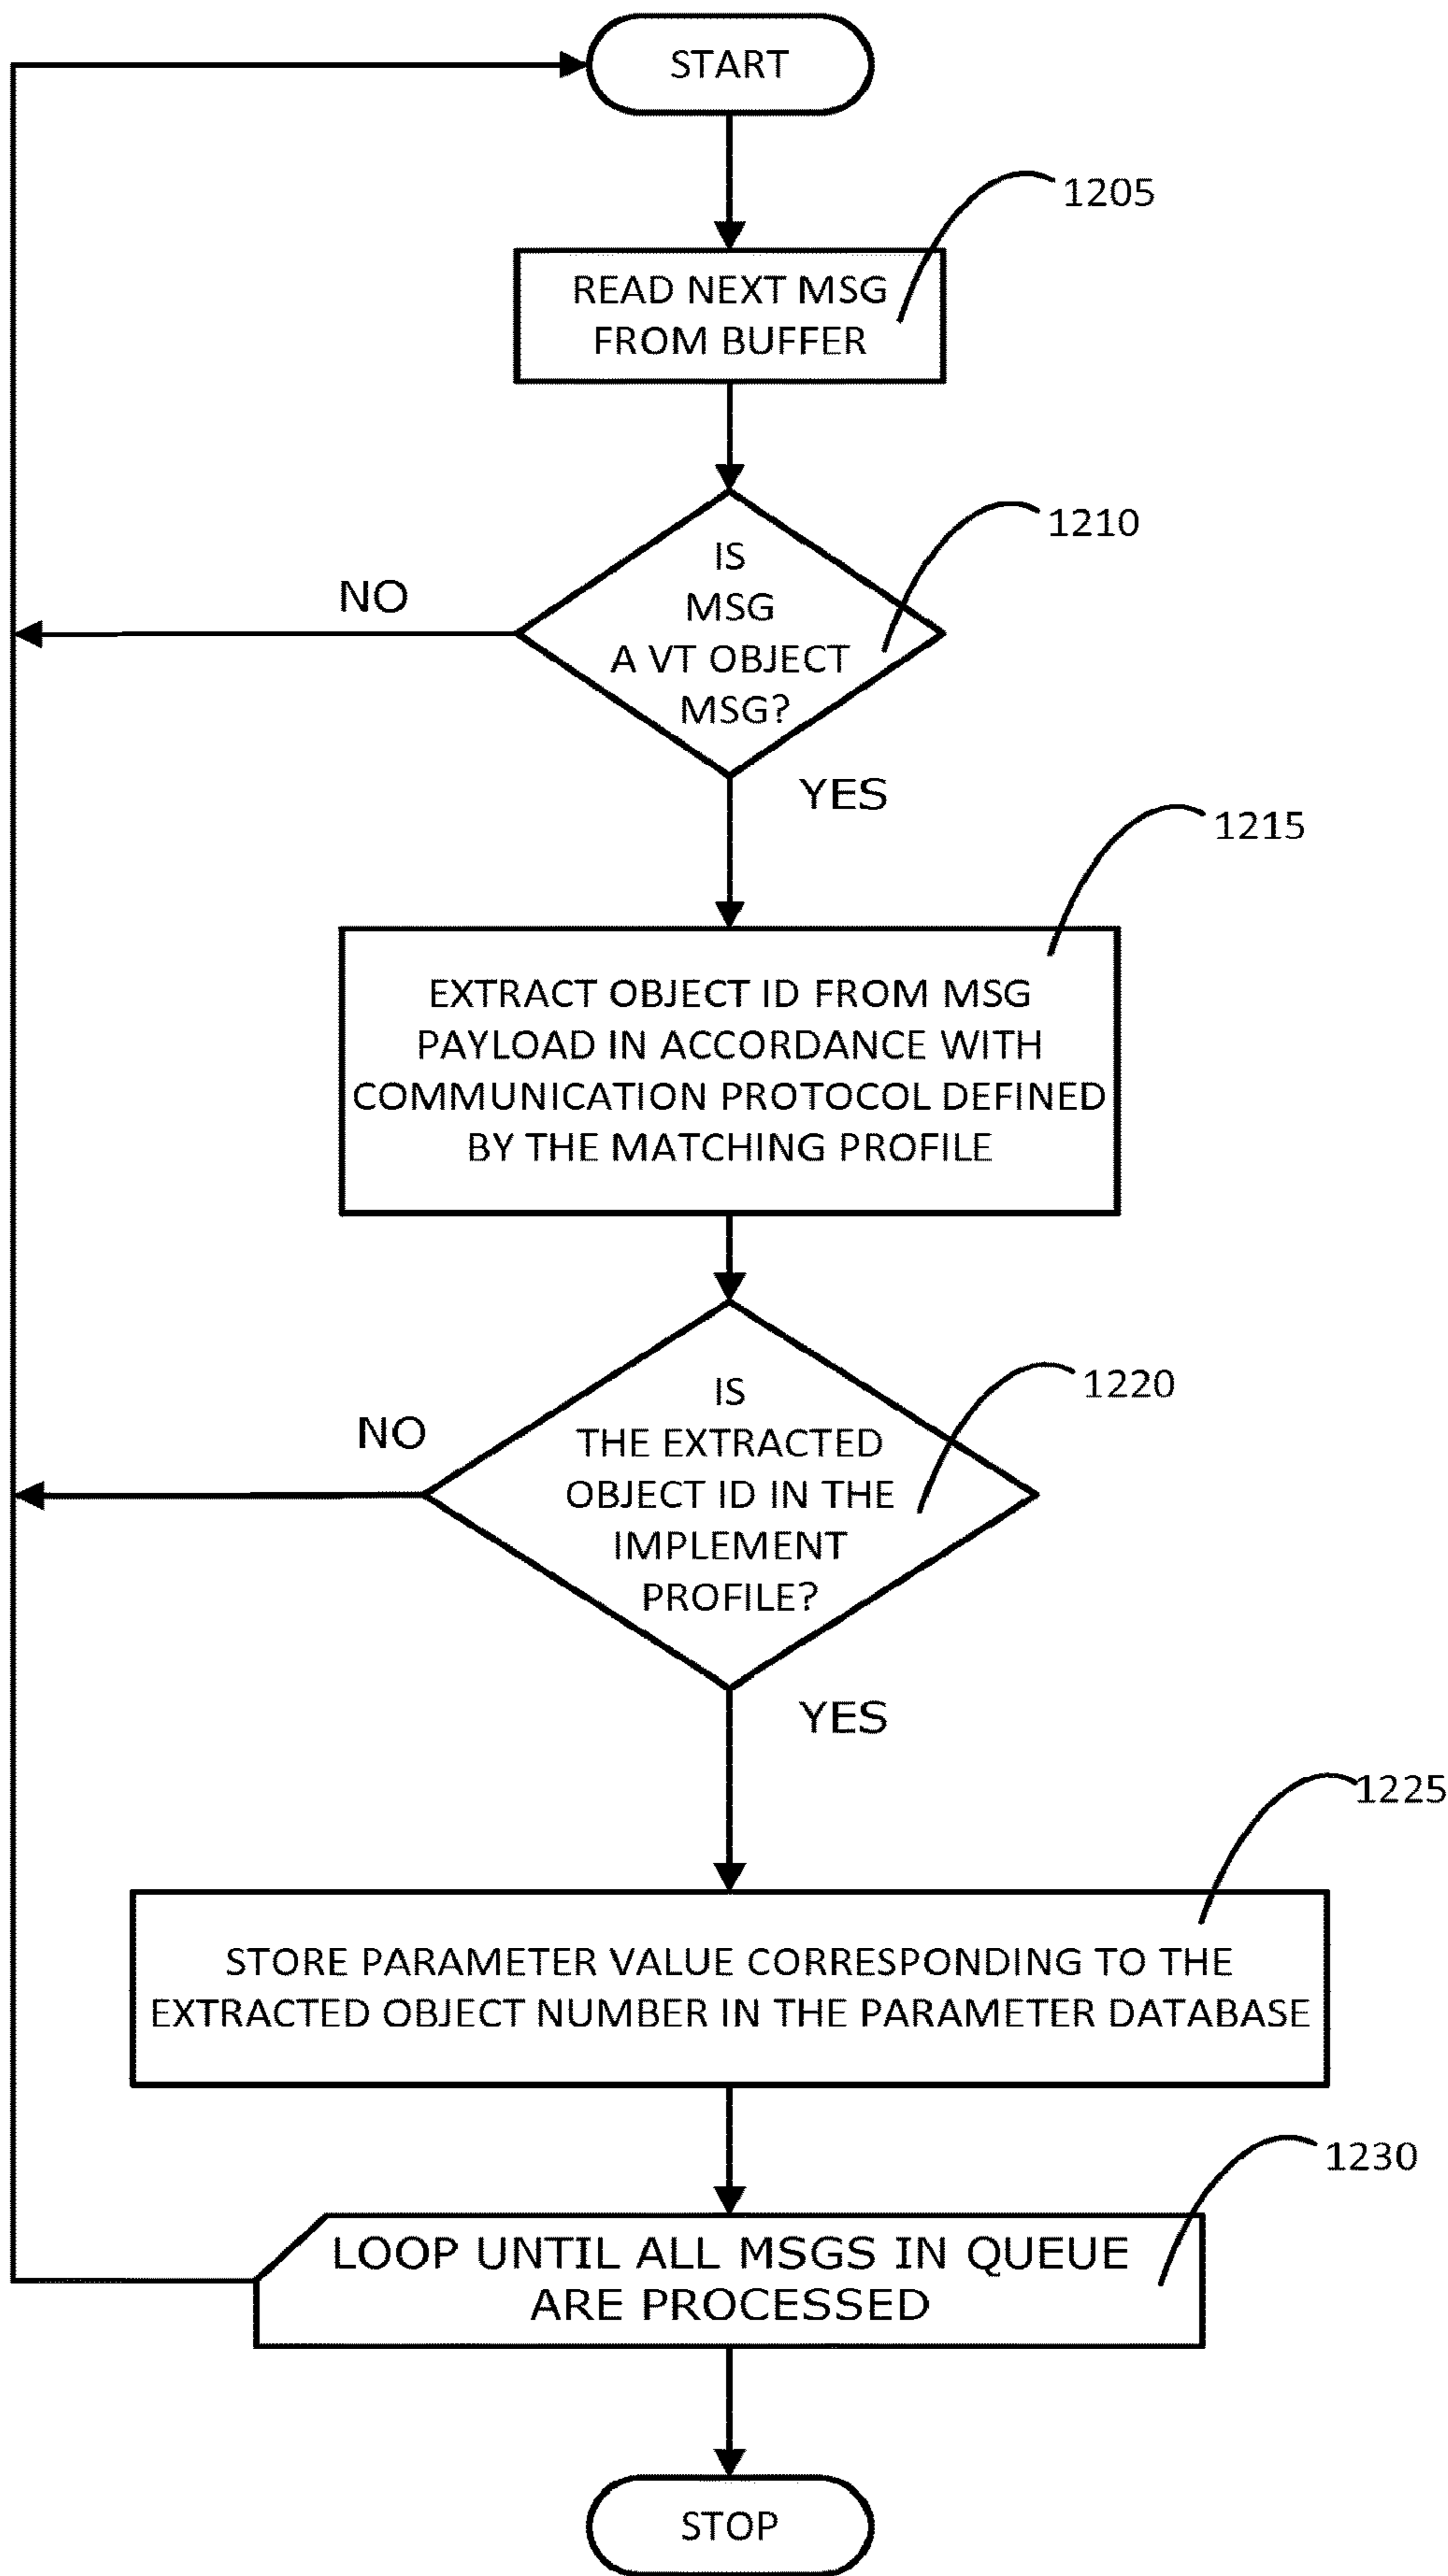 START
1205
READ NEXT MSG
FROM BUFFER
1210
IS
MSG
A VT OBJECT
MSG?
NO
YES
1215
EXTRACT OBJECT ID FROM MSG
PAYLOAD IN ACCORDANCE WITH
COMMUNICATION PROTOCOL DEFINED
BY THE MATCHING PROFILE
1220
IS
THE EXTRACTED
OBJECT ID IN THE
IMPLEMENT
PROFILE?
NO
YES
1225
STORE PARAMETER VALUE CORRESPONDING TO THE
EXTRACTED OBJECT NUMBER IN THE PARAMETER DATABASE
1230
LOOP UNTIL ALL MSGS IN QUEUE
ARE PROCESSED
STOP